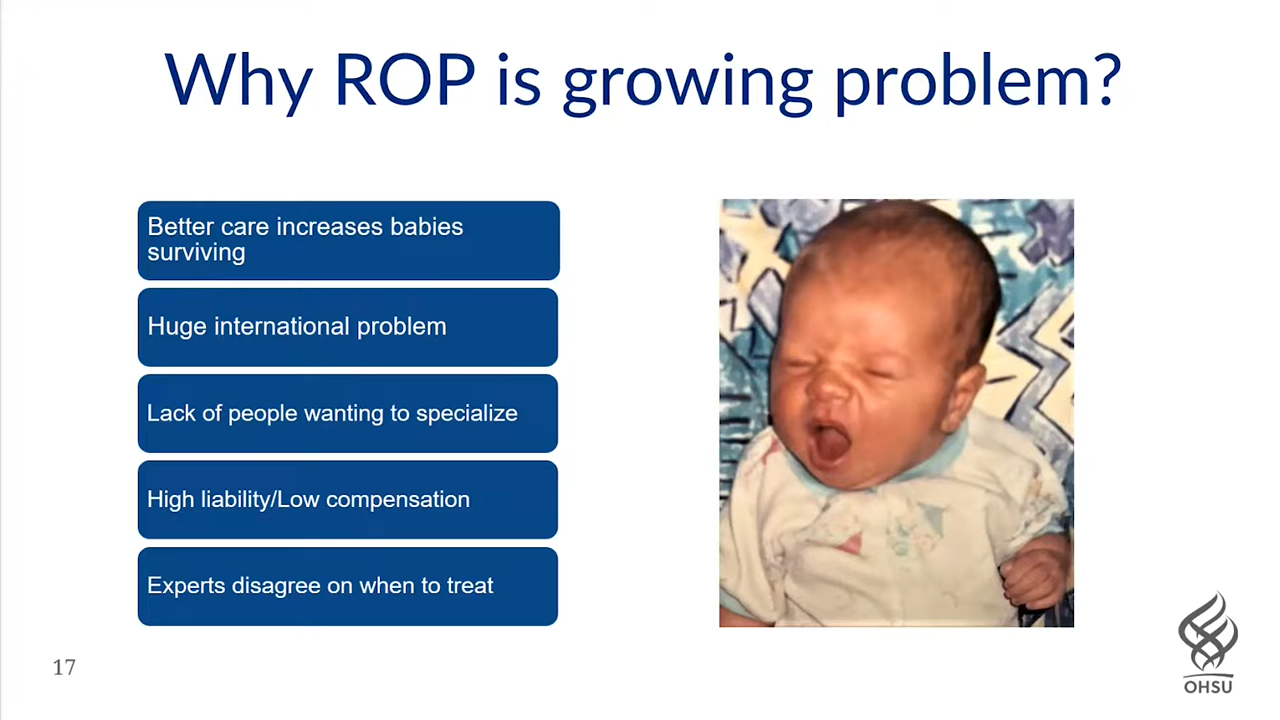 Why ROP is growing problem?
Better care increases babies
surviving
Huge international problem
Lack of people wanting to specialize
High liability/Low compensation
Experts disagree on when to treat
17
OHSU